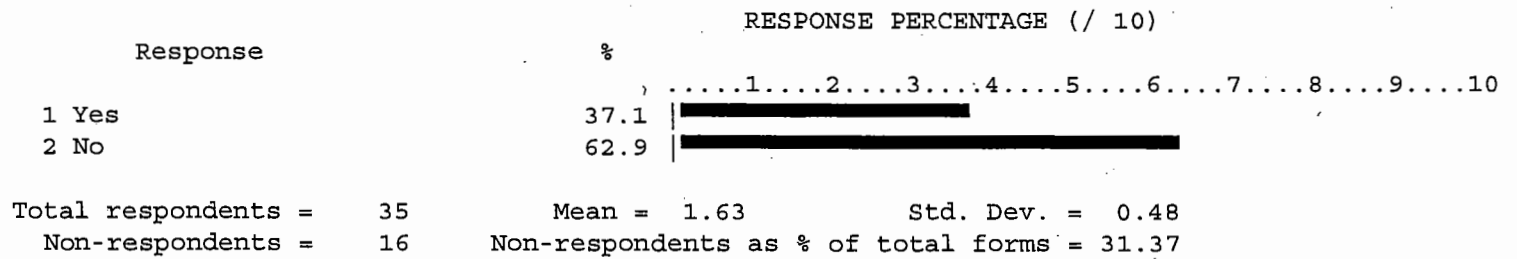 RESPONSE PERCENTAGE (/ 10)
Response %
.....1....2....3....4....5....6....7....8....9....10
1 Yes 37.1
2 No 62.9
Total respondents = 35 Mean = 1.63 Std. Dev. = 0.48
Non-respondents = 16 Non-respondents as % of total forms = 31.37